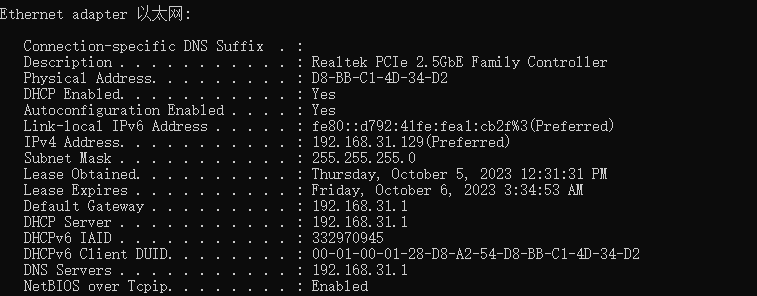 Ethernet adapter 以太网:
Connection-specific DNS Suffix  . :
Description . . . . . . . . . . . : Realtek PCIe 2.5GbE Family Controller
Physical Address. . . . . . . . . : D8-BB-C1-4D-34-D2
DHCP Enabled. . . . . . . . . . . : Yes
Autoconfiguration Enabled . . . . : Yes
Link-local IPv6 Address . . . . . : fe80::d792:41fe:fea1:cb2f%3(Preferred)
IPv4 Address. . . . . . . . . . . : 192.168.31.129(Preferred)
Subnet Mask . . . . . . . . . . . : 255.255.255.0
Lease Obtained. . . . . . . . . . : Thursday, October 5, 2023 12:31:31 PM
Lease Expires . . . . . . . . . . : Friday, October 6, 2023 3:34:53 AM
Default Gateway . . . . . . . . . : 192.168.31.1
DHCP Server . . . . . . . . . . . : 192.168.31.1
DHCPv6 IAID . . . . . . . . . . . : 332970945
DHCPv6 Client DUID. . . . . . . . : 00-01-00-01-28-D8-A2-54-D8-BB-C1-4D-34-D2
DNS Servers . . . . . . . . . . . : 192.168.31.1
NetBIOS over Tcpip. . . . . . . . : Enabled